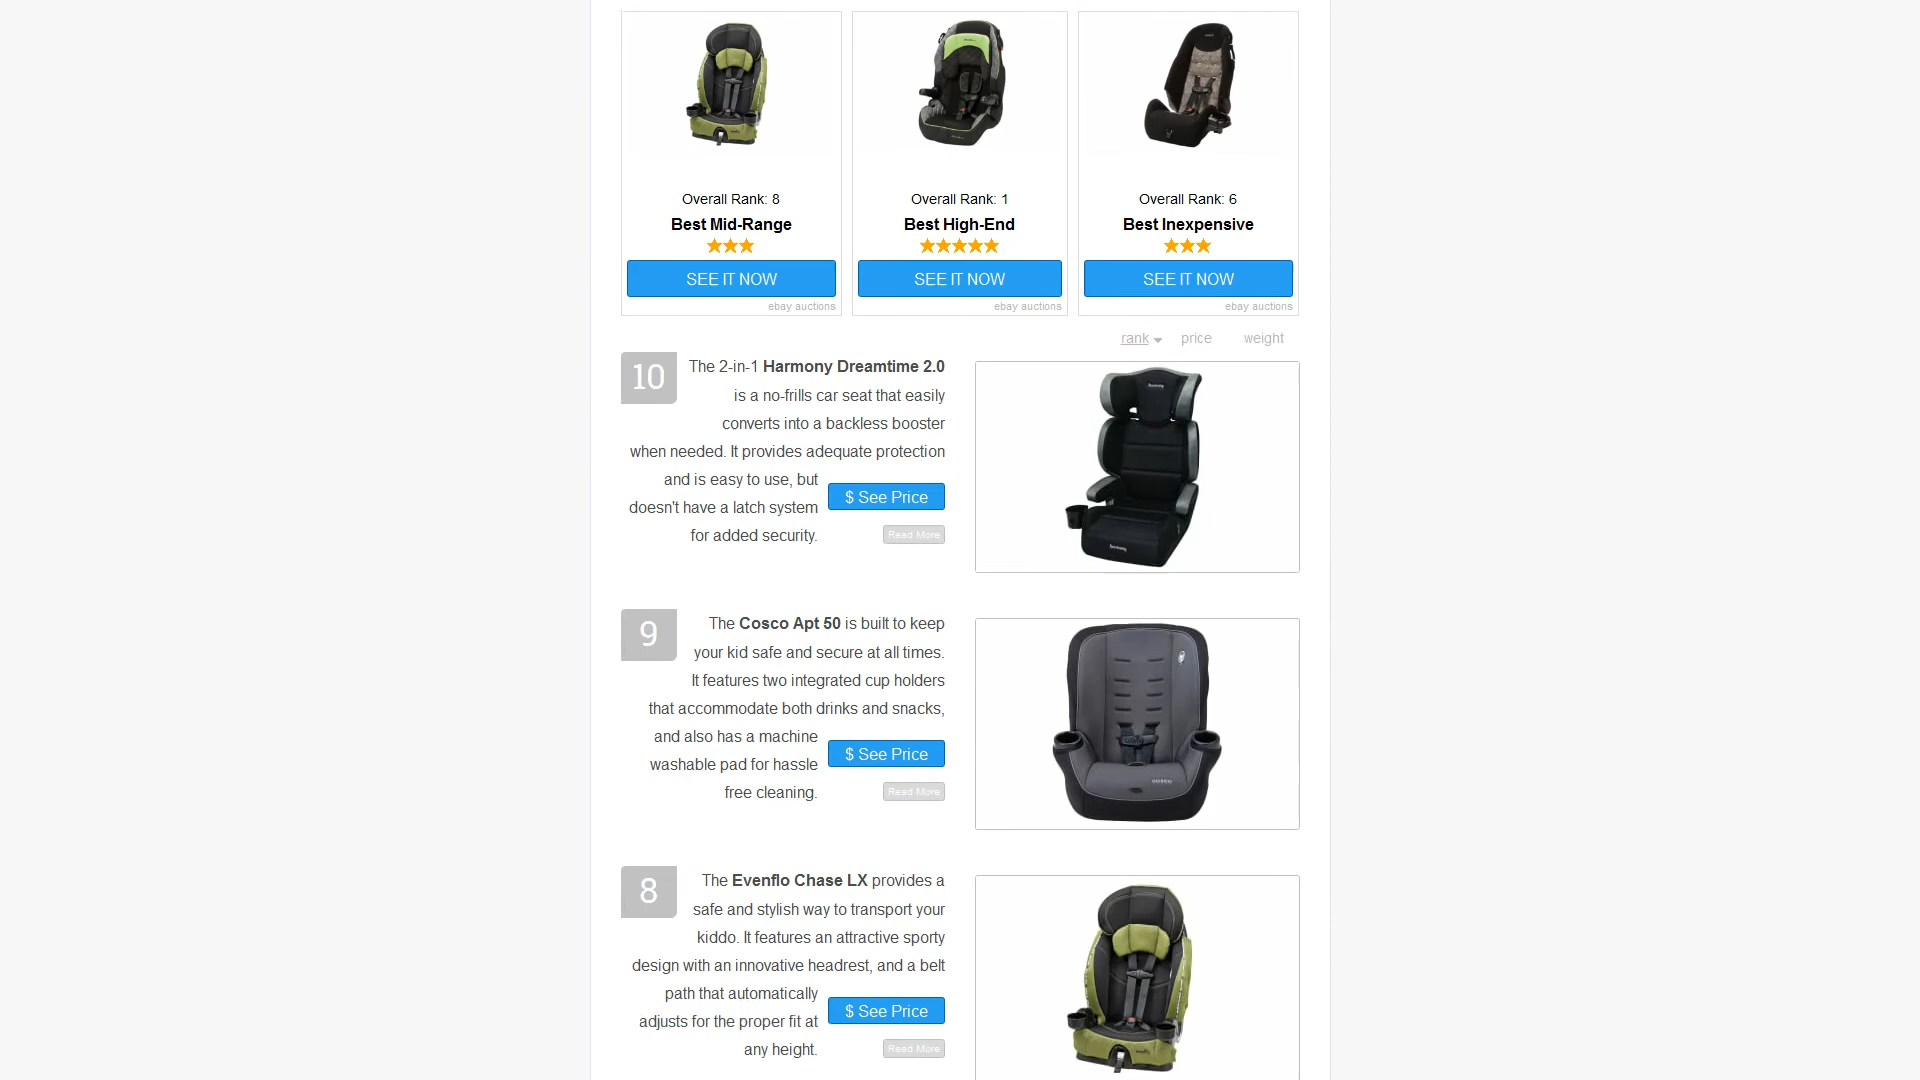 Overall Rank: 8
Best Mid-Range
SEE IT NOW
ebay auctions
Overall Rank: 1
Best High-End
SEE IT NOW
ebay auctions
Overall Rank: 6
Best Inexpensive
SEE IT NOW
ebay auctions
rank price weight
10
The 2-in-1 Harmony Dreamtime 2.0
is a no-frills car seat that easily
converts into a backless booster
when needed. It provides adequate protection
and is easy to use, but
doesn't have a latch system
for added security.
$ See Price
Read More
9
The Cosco Apt 50 is built to keep
your kid safe and secure at all times.
It features two integrated cup holders
that accommodate both drinks and snacks,
and also has a machine
washable pad for hassle
free cleaning.
$ See Price
Read More
cosco
8
The Evenflo Chase LX provides a
safe and stylish way to transport your
kiddo. It features an attractive sporty
design with an innovative headrest, and a belt
path that automatically
adjusts for the proper fit at
any height.
$ See Price
Read More